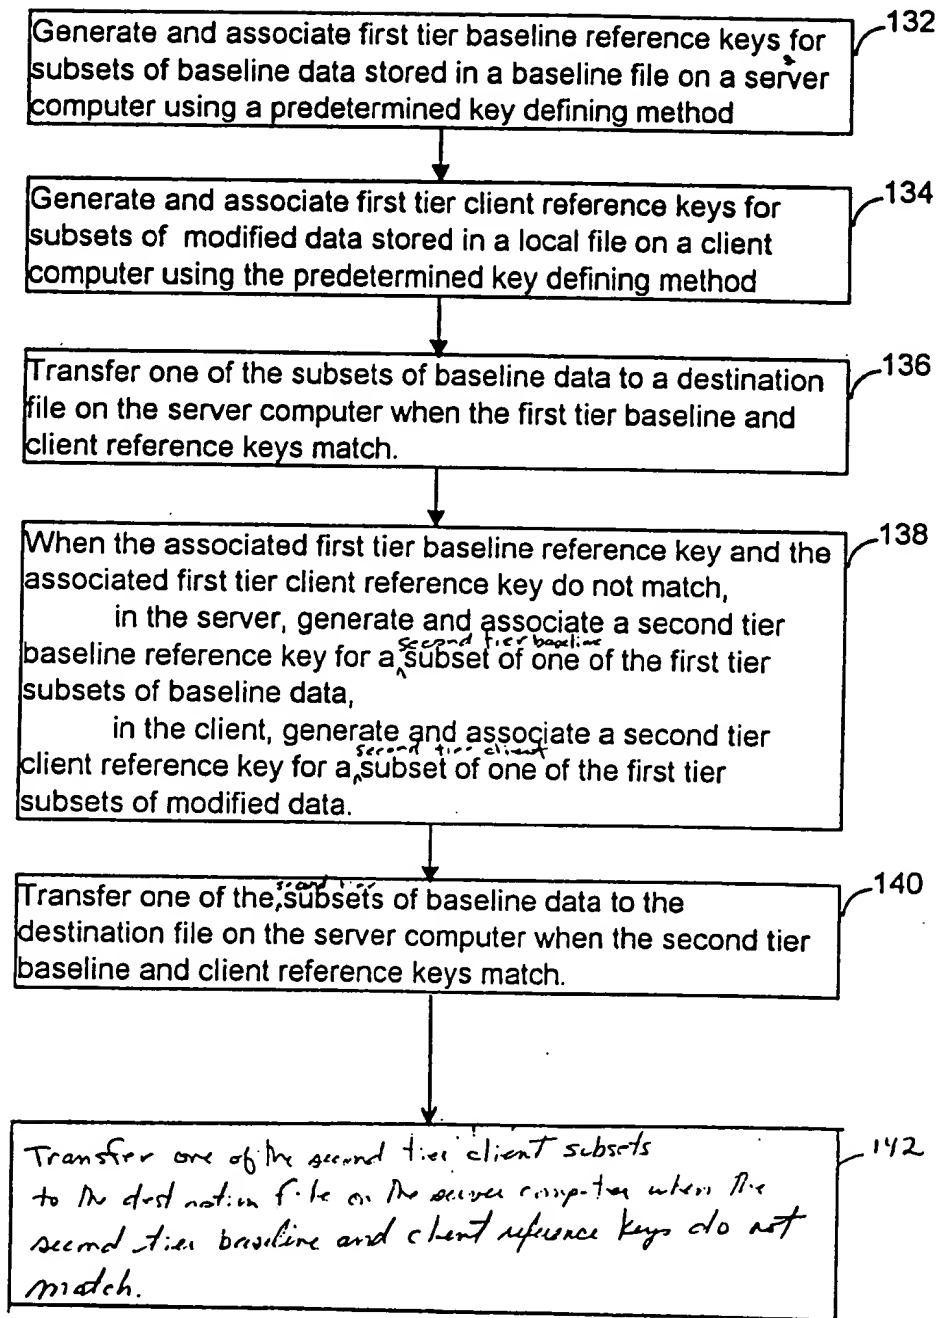 Generate and associate first tier baseline reference keys for
subsets of baseline data stored in a baseline file on a server
computer using a predetermined key defining method
132
Generate and associate first tier client reference keys for
subsets of modified data stored in a local file on a client
computer using the predetermined key defining method
134
Transfer one of the subsets of baseline data to a destination
file on the server computer when the first tier baseline and
client reference keys match.
136
When the associated first tier baseline reference key and the
associated first tier client reference key do not match,
in the server, generate and associate a second tier
second tier baseline
baseline reference key for a subset of one of the first tier
subsets of baseline data,
in the client, generate and associate a second tier
second tier client
client reference key for a subset of one of the first tier
subsets of modified data.
138
second tier
Transfer one of the subsets of baseline data to the
destination file on the server computer when the second tier
baseline and client reference keys match.
140
Transfer one of the second tier client subsets
to the destination file on the server computer when the
second tier baseline and client reference keys do not
match.
142